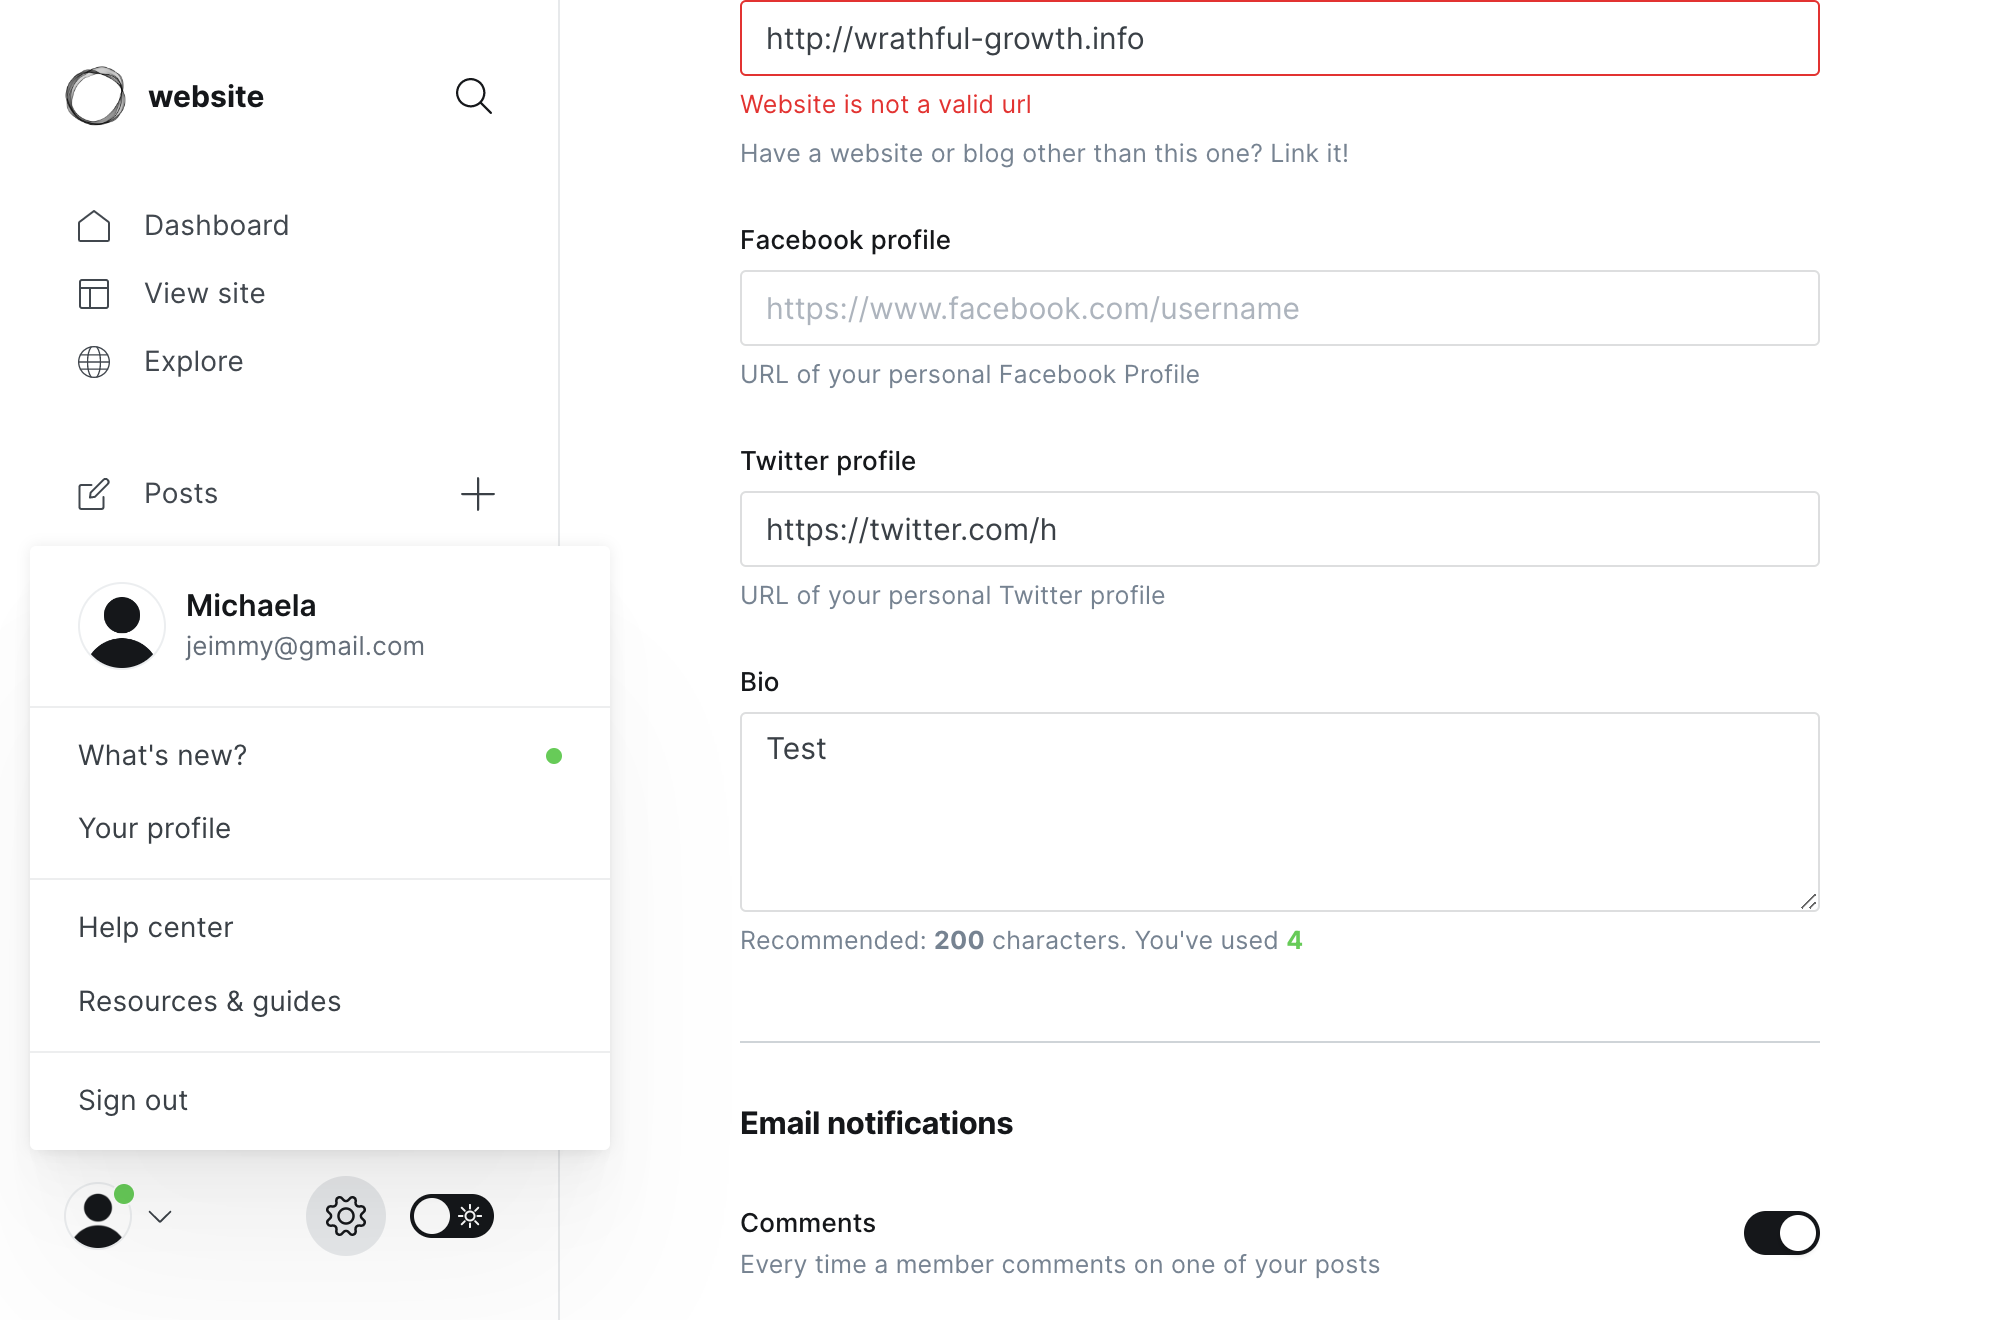 website
Dashboard
View site
Explore
Posts
Michaela
jeimmy@gmail.com
What's new?
Your profile
Help center
Resources & guides
Sign out
http://wrathful-growth.info
Website is not a valid url
Have a website or blog other than this one? Link it!
Facebook profile
https://www.facebook.com/username
URL of your personal Facebook Profile
Twitter profile
https://twitter.com/h
URL of your personal Twitter profile
Bio
Test
Recommended: 200 characters. You've used 4
Email notifications
Comments
Every time a member comments on one of your posts